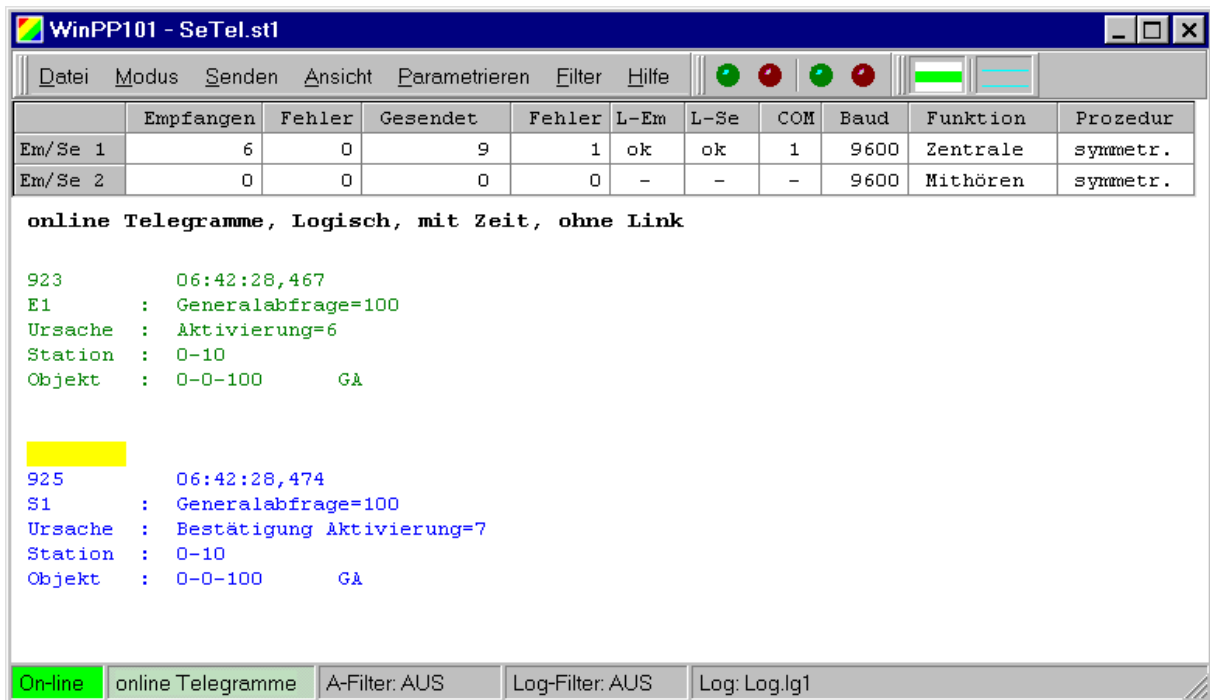 WinPP101 - SeTel.st1
Datei Modus Senden Ansicht Parametrieren Filter Hilfe
Empfangen Fehler Gesendet Fehler L-Em L-Se COM Baud Funktion Prozedur
Em/Se 1 6 0 9 1 ok ok 1 9600 Zentrale symmetr.
Em/Se 2 0 0 0 0 - - - 9600 Mithören symmetr.
online Telegramme, Logisch, mit Zeit, ohne Link
923 06:42:28,467
E1 : Generalabfrage=100
Ursache : Aktivierung=6
Station : 0-10
Objekt : 0-0-100 GA
925 06:42:28,474
S1 : Generalabfrage=100
Ursache : Bestätigung Aktivierung=7
Station : 0-10
Objekt : 0-0-100 GA
On-line online Telegramme A-Filter: AUS Log-Filter: AUS Log: Log.lg1